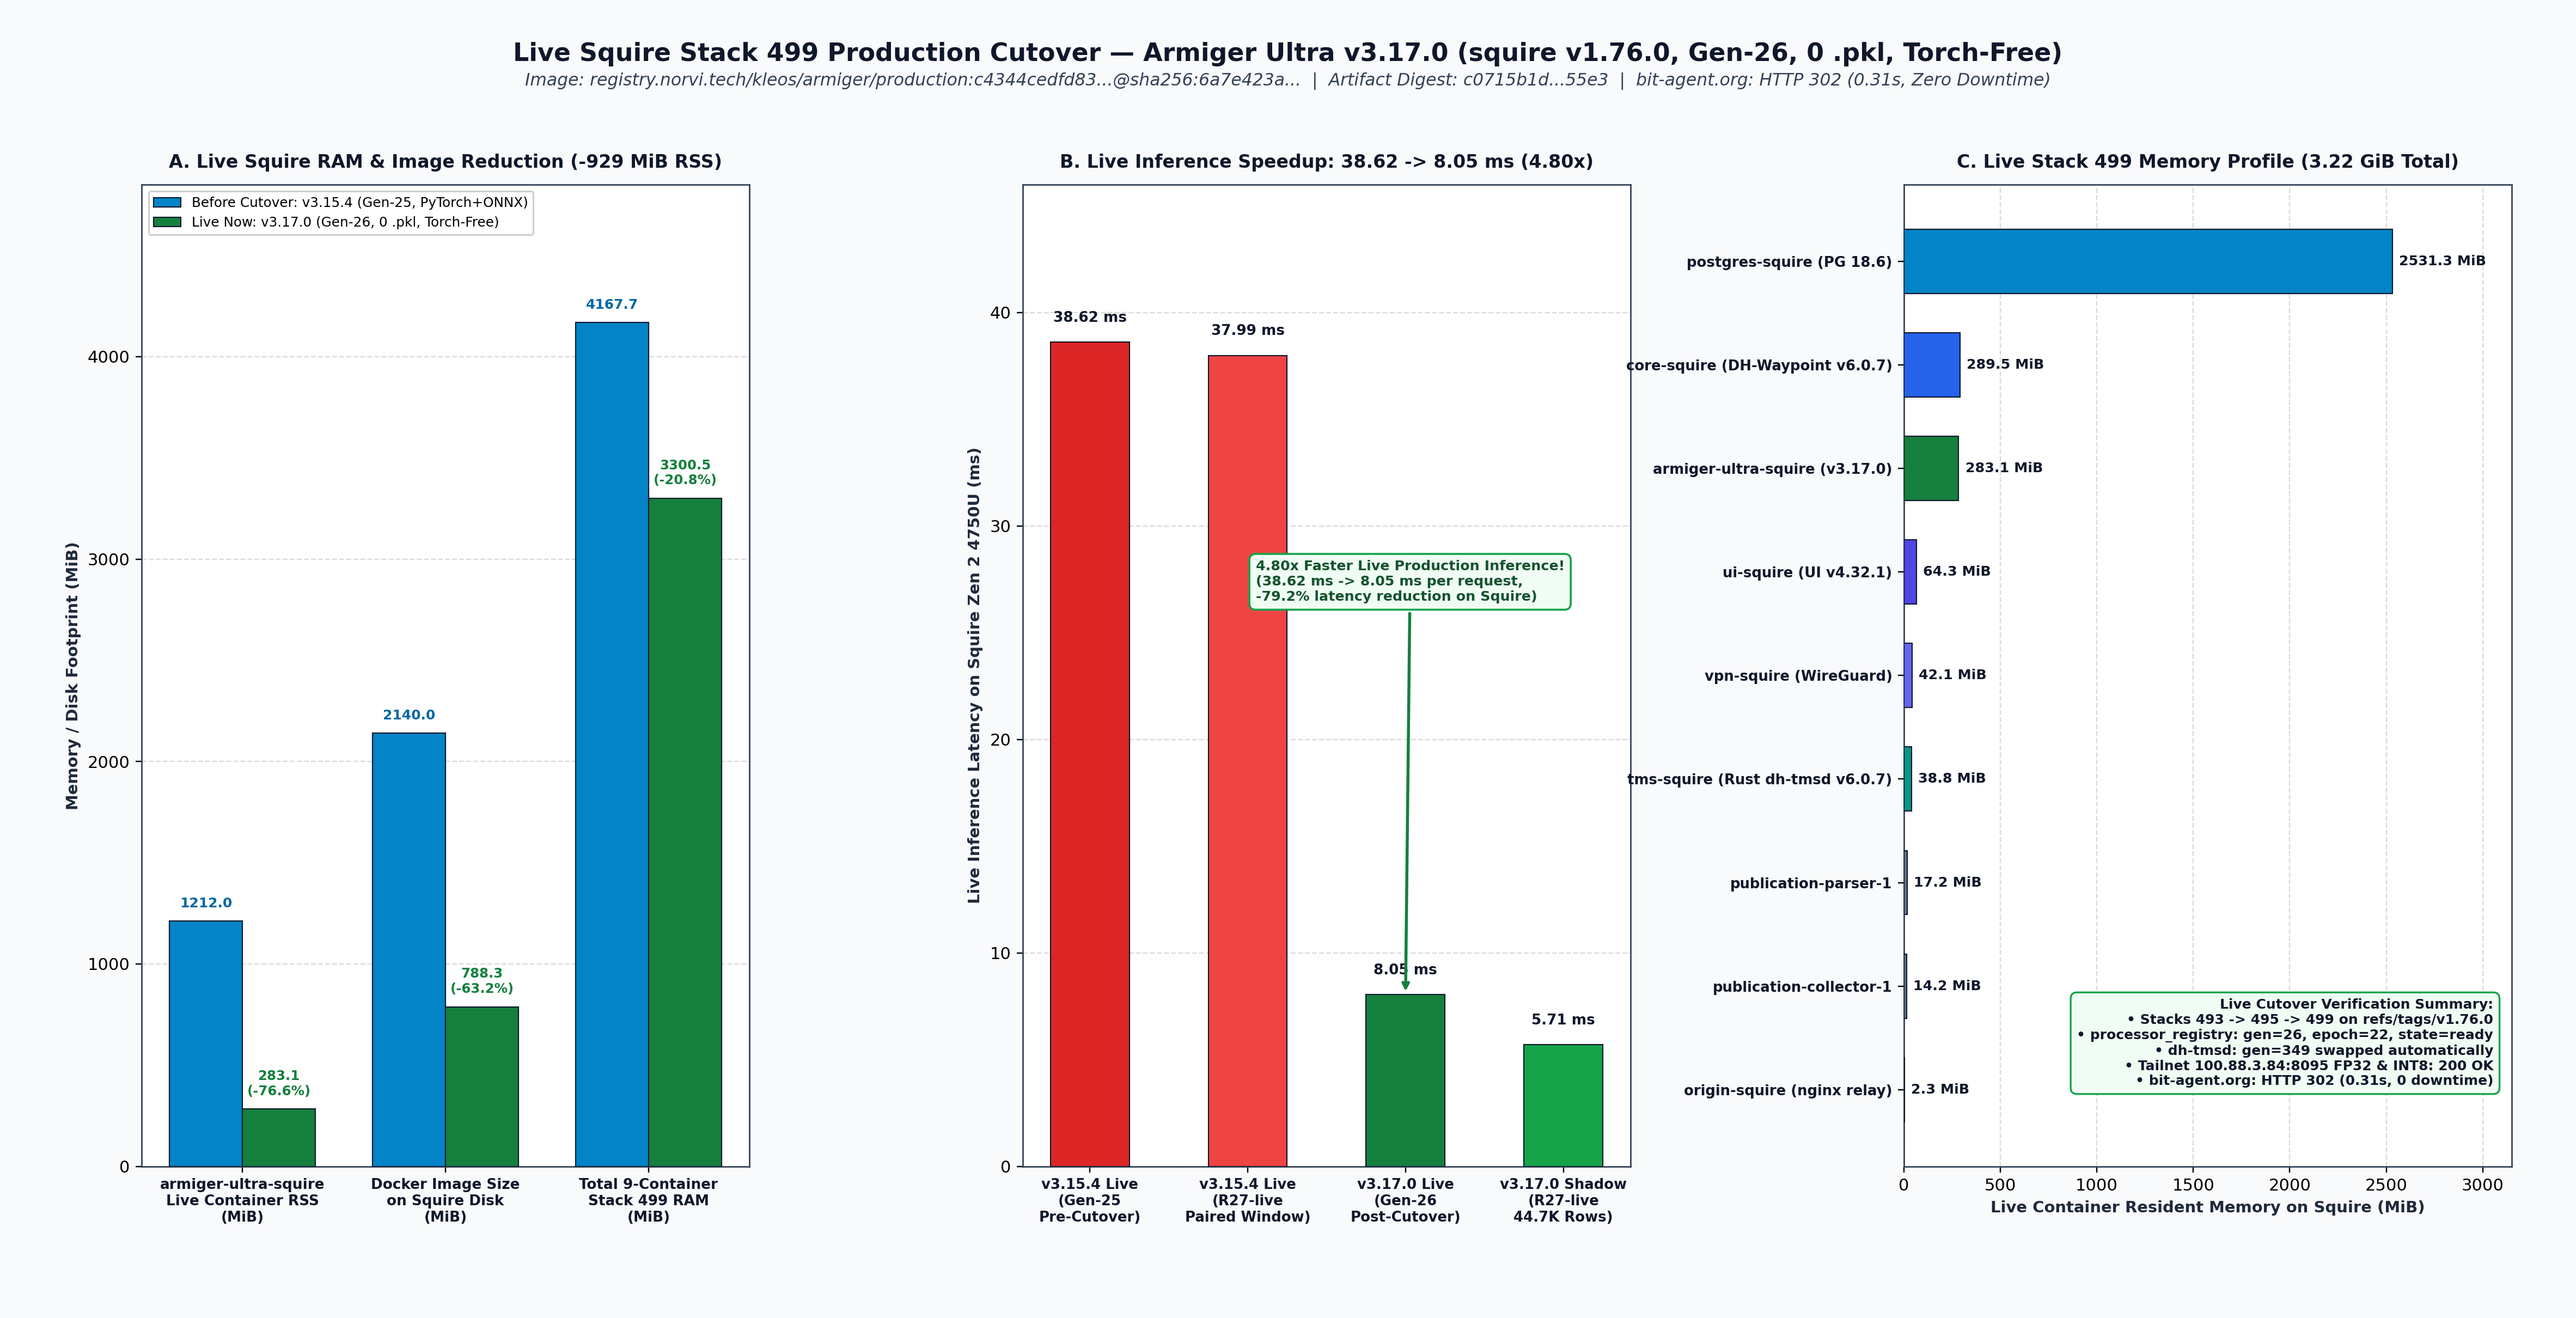 Live Squire Stack 499 Production Cutover — Armiger Ultra v3.17.0 (squire v1.76.0, Gen-26, 0 .pkl, Torch-Free)
Image: registry.norvi.tech/kleos/armiger/production:c4344cedfd83...@sha256:6a7e423a... | Artifact Digest: c0715b1d...55e3 | bit-agent.org: HTTP 302 (0.31s, Zero Downtime)
A. Live Squire RAM & Image Reduction (-929 MiB RSS)
Before Cutover: v3.15.4 (Gen-25, PyTorch+ONNX)
Live Now: v3.17.0 (Gen-26, 0 .pkl, Torch-Free)
Memory / Disk Footprint (MiB)
4000
3000
2000
1000
0
1212.0
283.1
(-76.6%)
2140.0
788.3
(-63.2%)
4167.7
3300.5
(-20.8%)
armiger-ultra-squire
Live Container RSS
(MiB)
Docker Image Size
on Squire Disk
(MiB)
Total 9-Container
Stack 499 RAM
(MiB)
B. Live Inference Speedup: 38.62 -> 8.05 ms (4.80x)
Live Inference Latency on Squire Zen 2 4750U (ms)
40
30
20
10
0
38.62 ms
37.99 ms
4.80x Faster Live Production Inference!
(38.62 ms -> 8.05 ms per request,
-79.2% latency reduction on Squire)
8.05 ms
5.71 ms
v3.15.4 Live
(Gen-25
Pre-Cutover)
v3.15.4 Live
(R27-live
Paired Window)
v3.17.0 Live
(Gen-26
Post-Cutover)
v3.17.0 Shadow
(R27-live
44.7K Rows)
C. Live Stack 499 Memory Profile (3.22 GiB Total)
postgres-squire (PG 18.6)
2531.3 MiB
core-squire (DH-Waypoint v6.0.7)
289.5 MiB
armiger-ultra-squire (v3.17.0)
283.1 MiB
ui-squire (UI v4.32.1)
64.3 MiB
vpn-squire (WireGuard)
42.1 MiB
tms-squire (Rust dh-tmsd v6.0.7)
38.8 MiB
publication-parser-1
17.2 MiB
publication-collector-1
14.2 MiB
origin-squire (nginx relay)
2.3 MiB
Live Cutover Verification Summary:
• Stacks 493 -> 495 -> 499 on refs/tags/v1.76.0
• processor_registry: gen=26, epoch=22, state=ready
• dh-tmsd: gen=349 swapped automatically
• Tailnet 100.88.3.84:8095 FP32 & INT8: 200 OK
• bit-agent.org: HTTP 302 (0.31s, 0 downtime)
0
500
1000
1500
2000
2500
3000
Live Container Resident Memory on Squire (MiB)